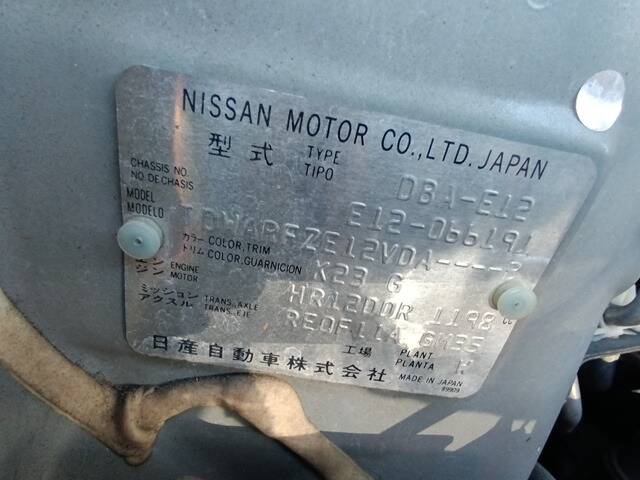 NISSAN MOTOR CO.,LTD. JAPAN
型式 TYPE TIPO DBA-E12
CHASSIS NO. NO.DE CHASIS E12-066191
MODEL MODELO
カラー トリム COLOR,TRIM COLOR,GUARNICION K23 G
エンジン ENGINE MOTOR HR12DDR 1198 cc
ミッション アクスル TRANS.,AXLE TRANS.,EJE RE0F11A GM35
工場 PLANT PLANTA
日産自動車株式会社 MADE IN JAPAN
89909